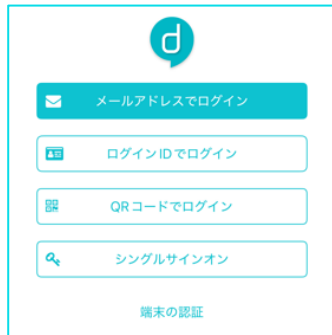 d
メールアドレスでログイン
ログインIDでログイン
QRコードでログイン
シングルサインオン
端末の認証